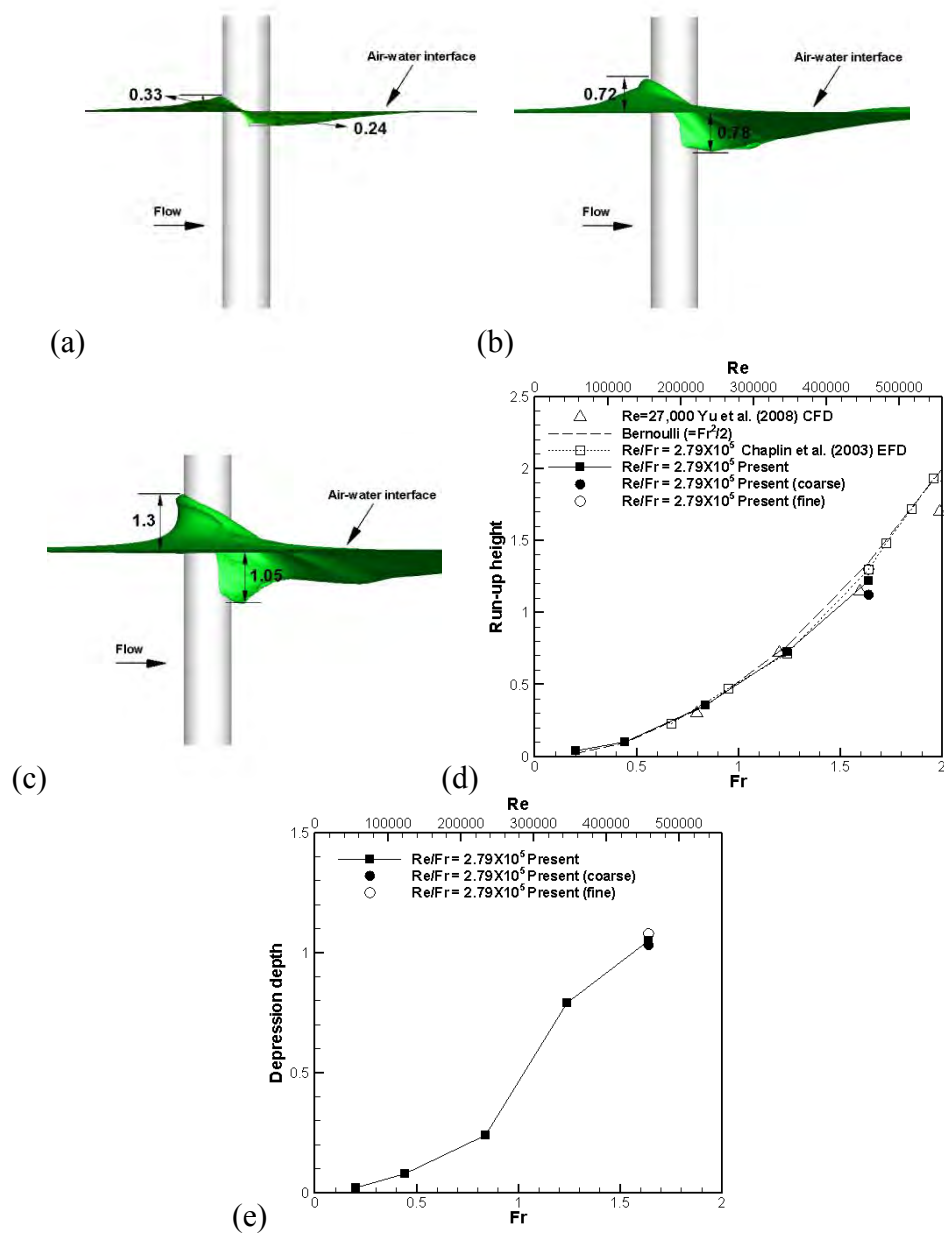 Air-water interface
0.33
0.24
Flow
(a)
Air-water interface
0.72
0.78
Flow
(b)
Air-water interface
1.3
1.05
Flow
(c)
Re
0 100000 200000 300000 400000 500000
2.5
2
1.5
1
0.5
0
Run-up height
Re=27,000 Yu et al. (2008) CFD
Bernoulli (=Fr²/2)
Re/Fr = 2.79X10⁵ Chaplin et al. (2003) EFD
Re/Fr = 2.79X10⁵ Present
Re/Fr = 2.79X10⁵ Present (coarse)
Re/Fr = 2.79X10⁵ Present (fine)
0 0.5 1 1.5 2
Fr
(d)
Re
0 100000 200000 300000 400000 500000
1.5
1
0.5
0
Depression depth
Re/Fr = 2.79X10⁵ Present
Re/Fr = 2.79X10⁵ Present (coarse)
Re/Fr = 2.79X10⁵ Present (fine)
0 0.5 1 1.5 2
Fr
(e)